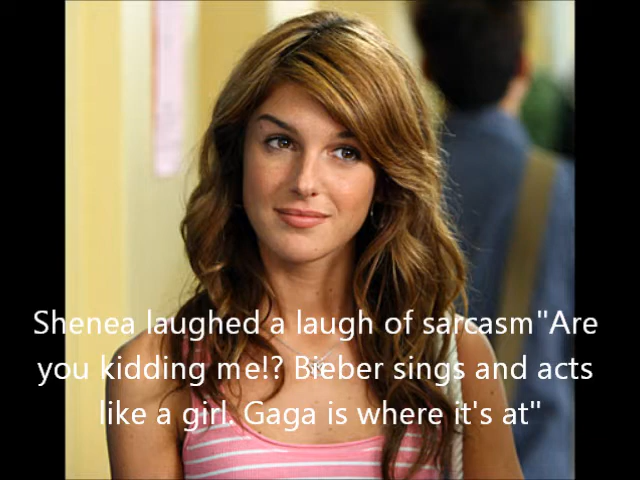 Shenea laughed a laugh of sarcasm"Are
you kidding me!? Bieber sings and acts
like a girl. Gaga is where it's at"